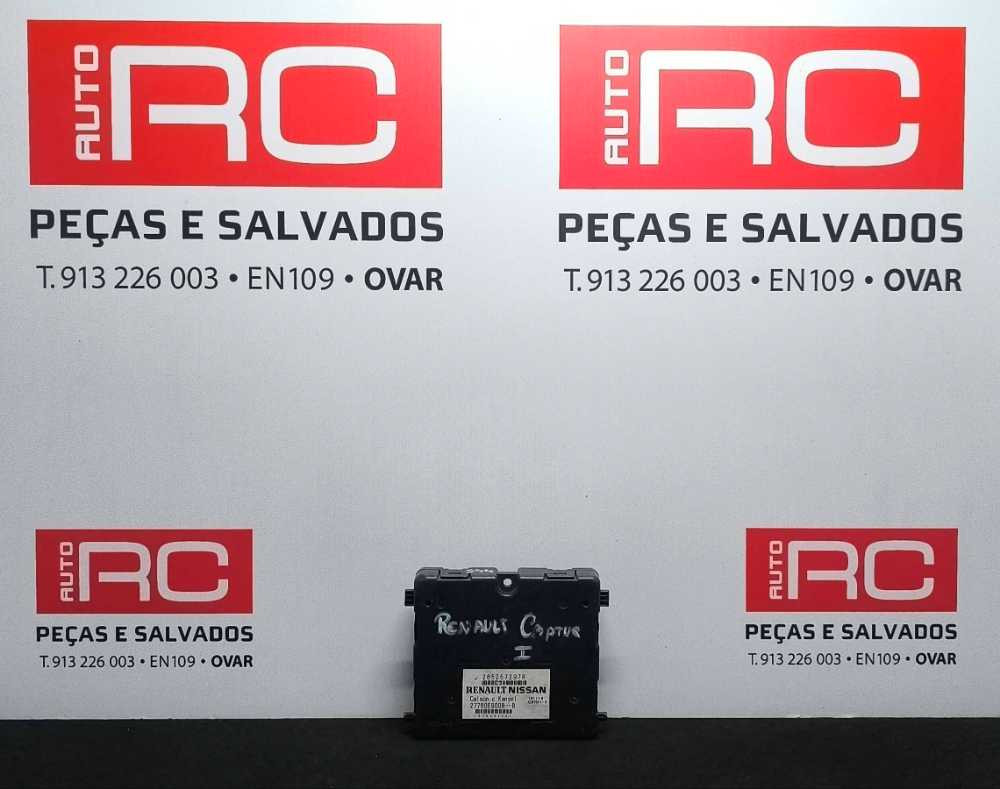 AUTO RC
PEÇAS E SALVADOS
T. 913 226 003 • EN109 • OVAR
AUTO RC
PEÇAS E SALVADOS
T. 913 226 003 • EN109 • OVAR
AUTO RC
PEÇAS E SALVADOS
T. 913 226 003 • EN109 • OVAR
AUTO RC
PEÇAS E SALVADOS
T. 913 226 003 • EN109 • OVAR
RENAULT CAPTUR
I
RENAULT NISSAN